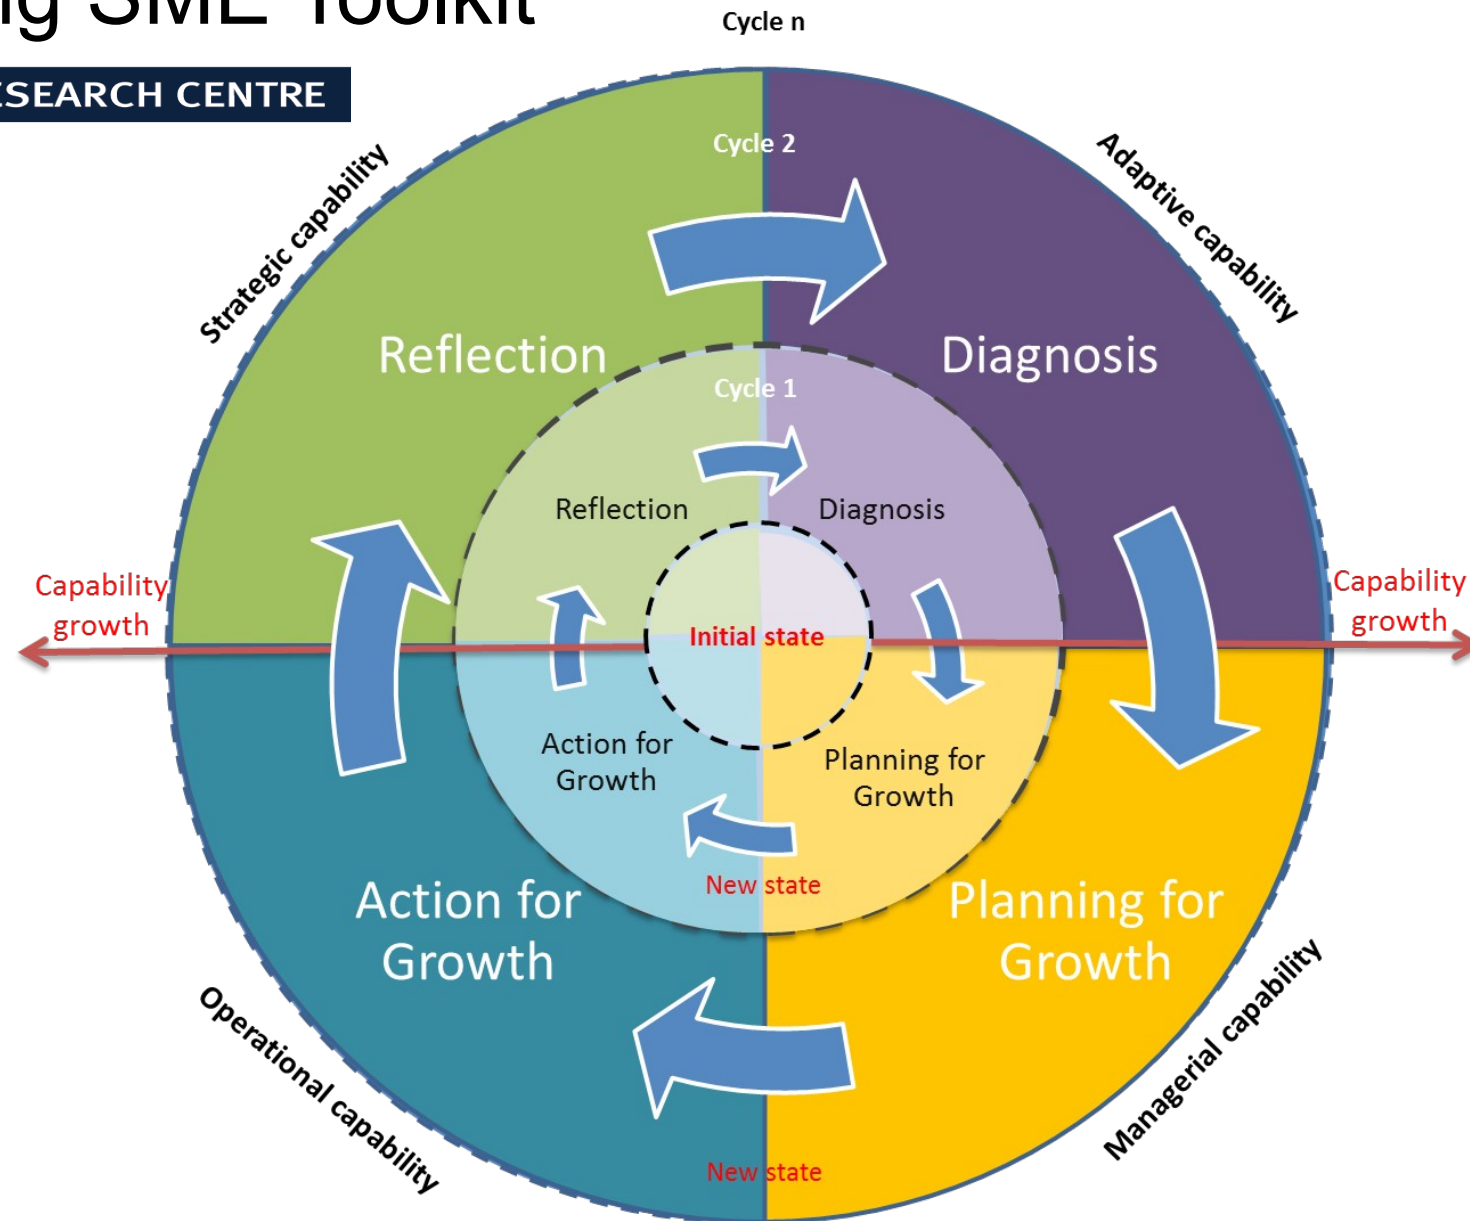 SME Toolkit
RESEARCH CENTRE
Cycle n
Cycle 2
Strategic capability
Adaptive capability
Reflection
Diagnosis
Cycle 1
Reflection
Diagnosis
Capability
growth
Capability
growth
Initial state
Action for
Growth
Planning for
Growth
New state
Action for
Growth
Planning for
Growth
Operational capability
Managerial capability
New state